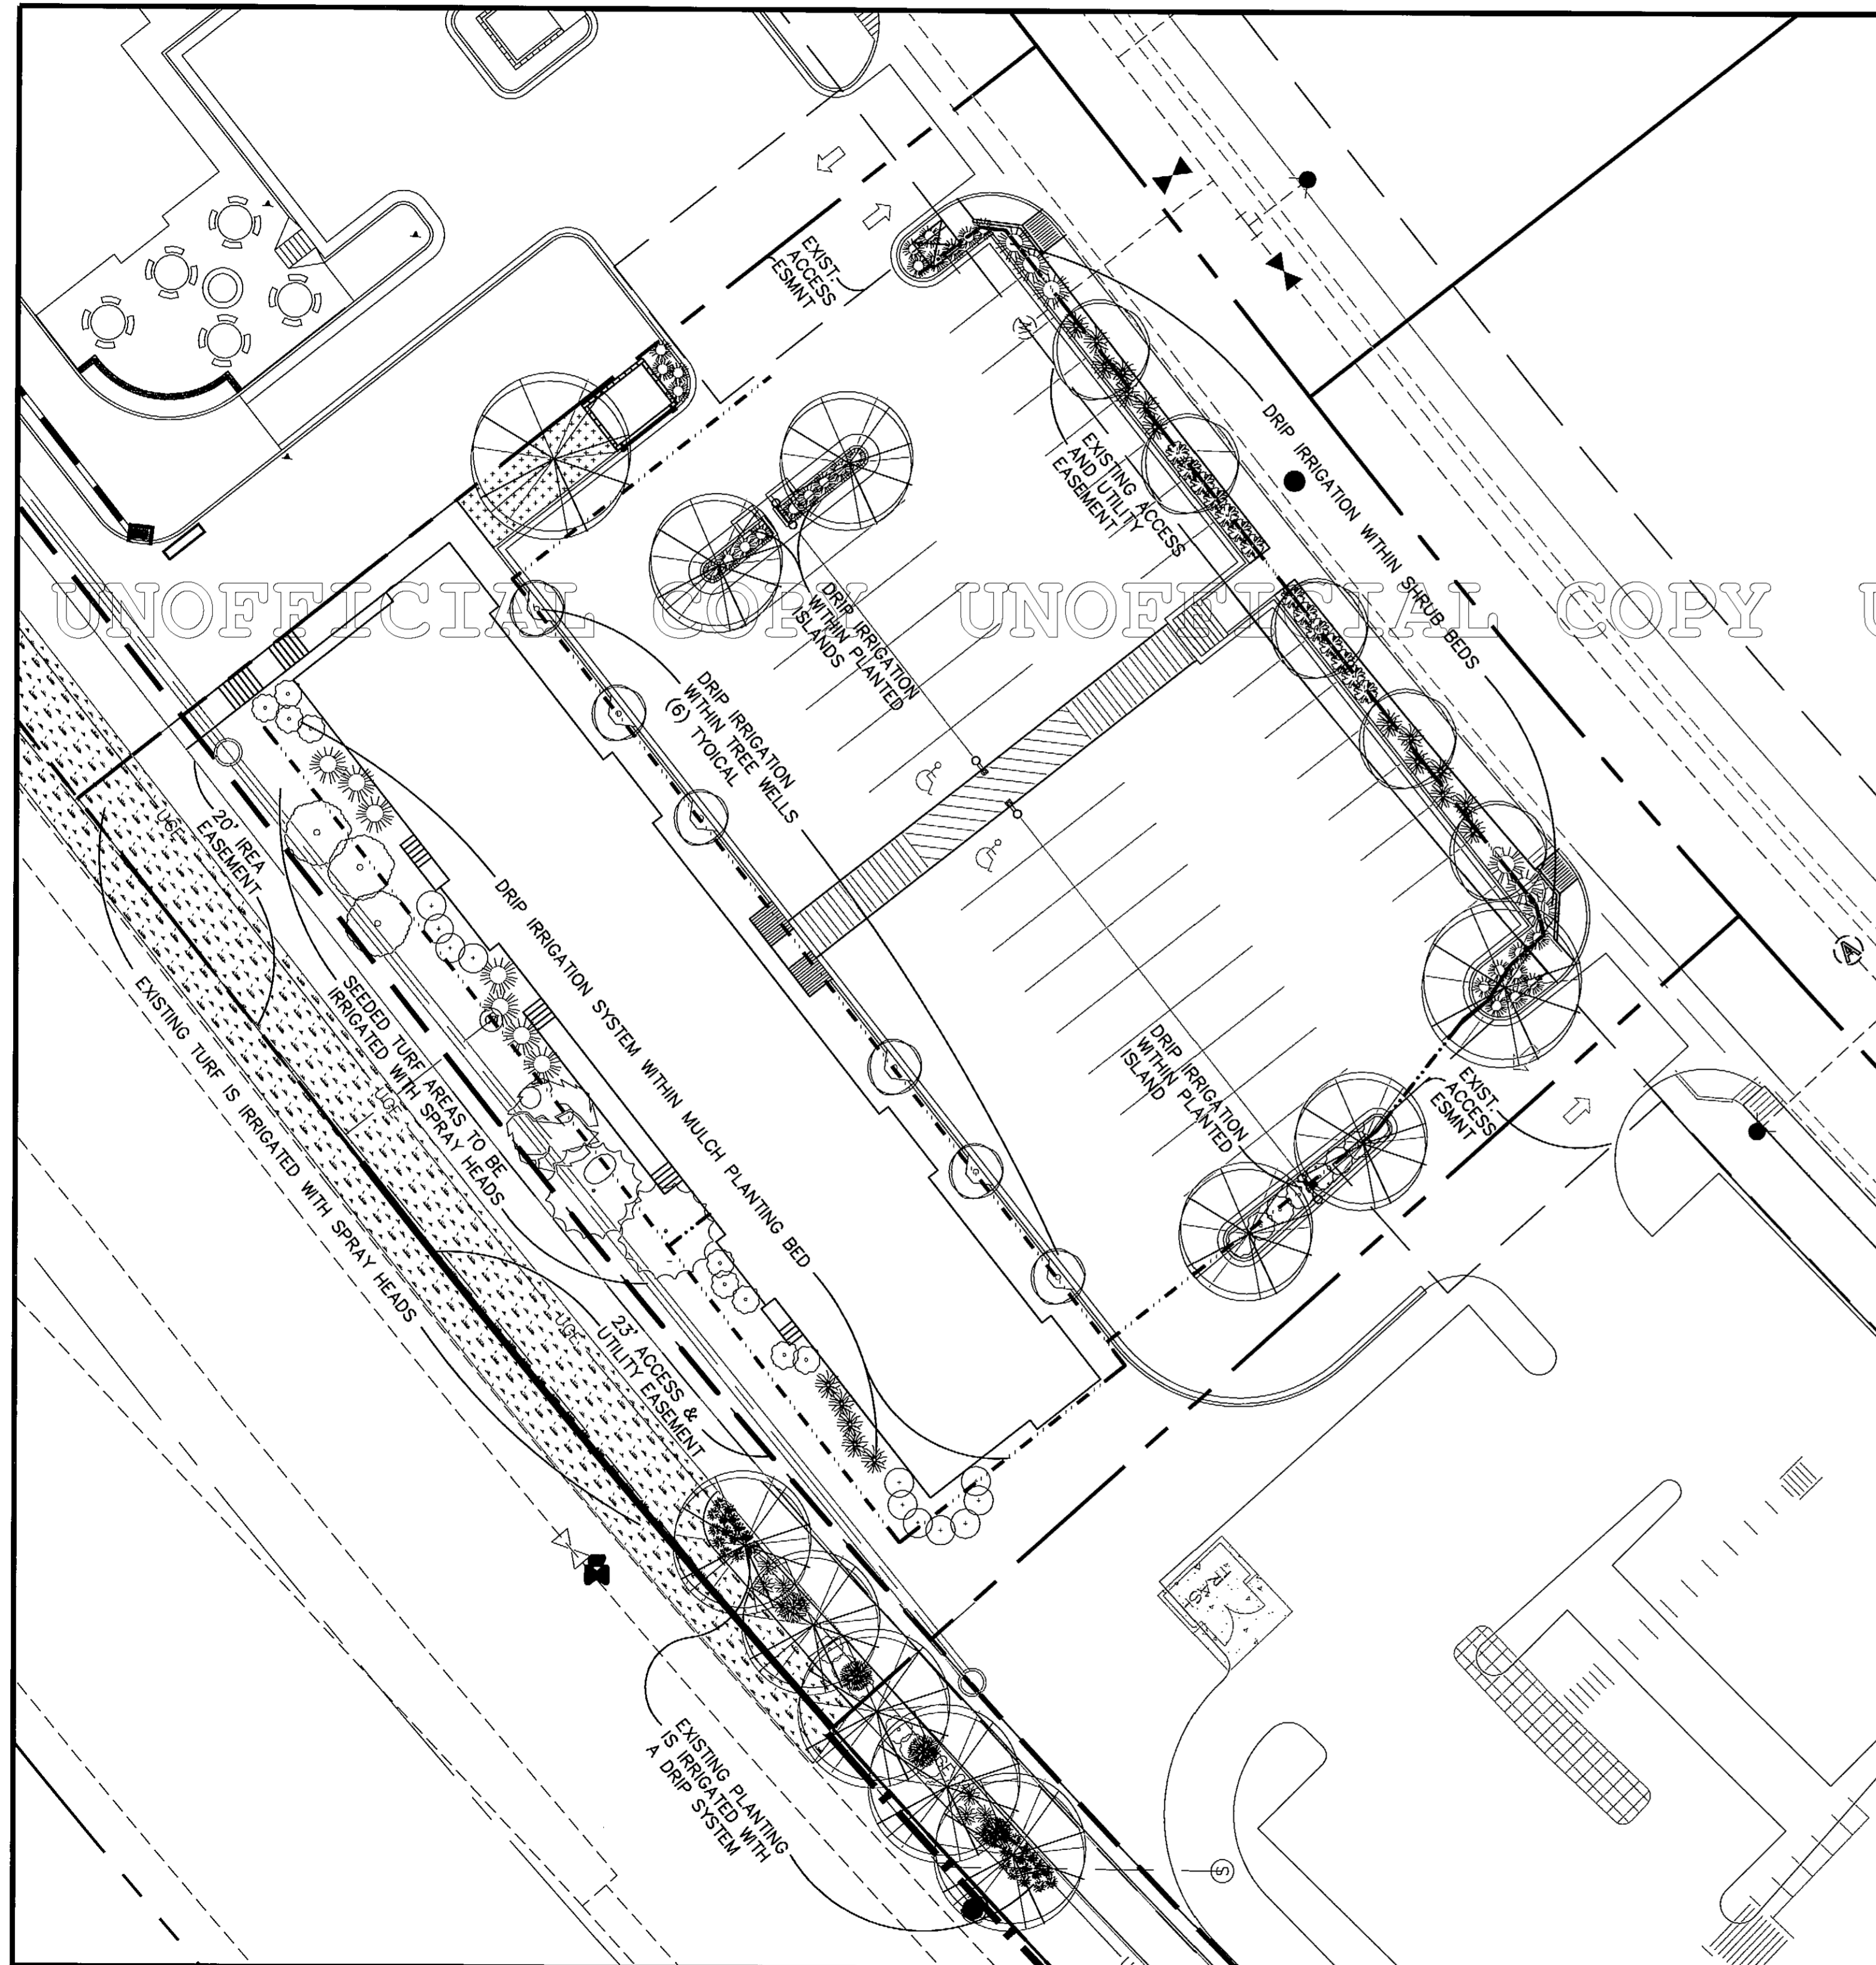 EXIST.
ACCESS
ESMNT
DRIP IRRIGATION WITHIN SHRUB BEDS
EXISTING ACCESS
AND UTILITY
EASEMENT
UNOFFICIAL COPY
UNOFFICIAL COPY
U
DRIP IRRIGATION
WITHIN PLANTED
ISLANDS
DRIP IRRIGATION
WITHIN TREE WELLS
(6) TYOICAL
20' IREA
EASEMENT
UGE
DRIP IRRIGATION SYSTEM WITHIN MULCH PLANTING BED
SEEDED TURF AREAS TO BE
IRRIGATED WITH SPRAY HEADS
UGE
EXISTING TURF IS IRRIGATED WITH SPRAY HEADS
DRIP IRRIGATION
WITHIN PLANTED
ISLAND
EXIST.
ACCESS
ESMNT
UGE
23' ACCESS &
UTILITY EASEMENT
EXISTING PLANTING
IS IRRIGATED WITH
A DRIP SYSTEM
S